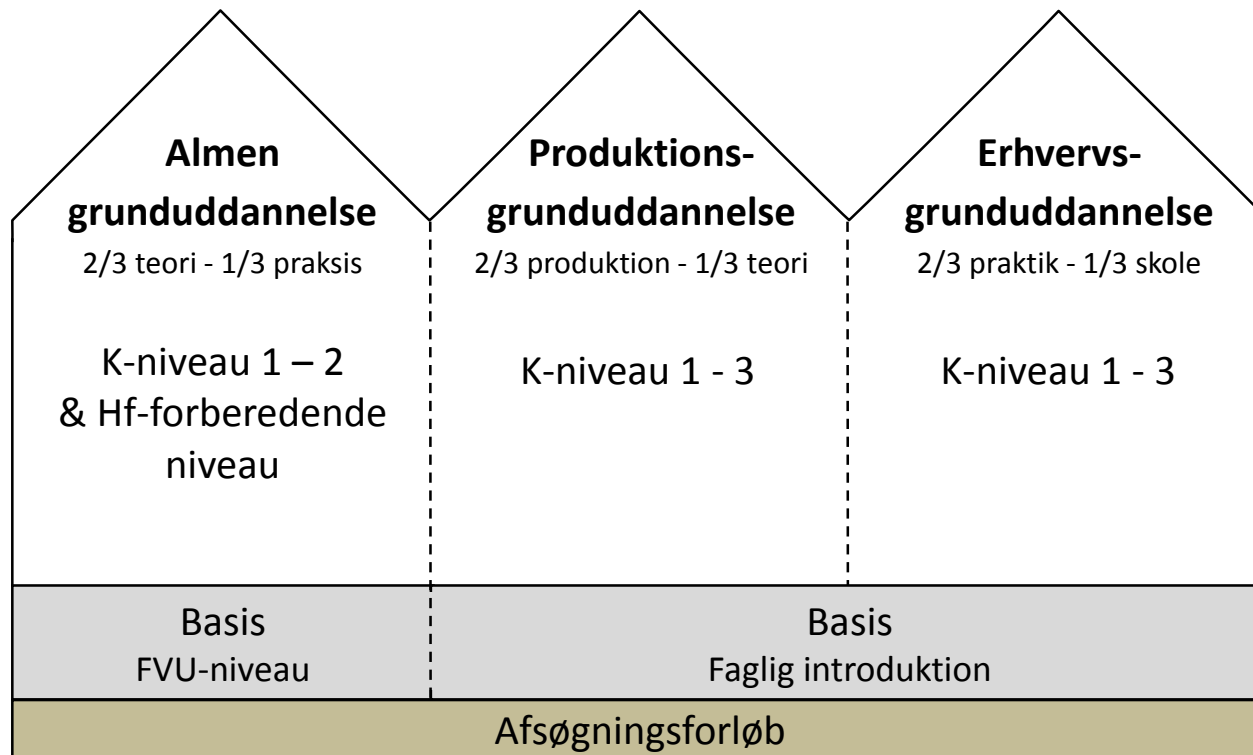 Almen
grunduddannelse
2/3 teori - 1/3 praksis
K-niveau 1 – 2
& Hf-forberedende
niveau
Produktions-
grunduddannelse
2/3 produktion - 1/3 teori
K-niveau 1 - 3
Erhvervs-
grunduddannelse
2/3 praktik - 1/3 skole
K-niveau 1 - 3
Basis
FVU-niveau
Basis
Faglig introduktion
Afsøgningsforløb